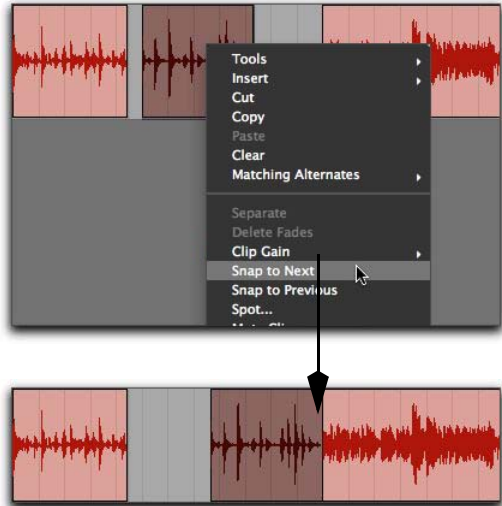 Tools
Insert
Cut
Copy
Paste
Clear
Matching Alternates
Separate
Delete Fades
Clip Gain
Snap to Next
Snap to Previous
Spot...